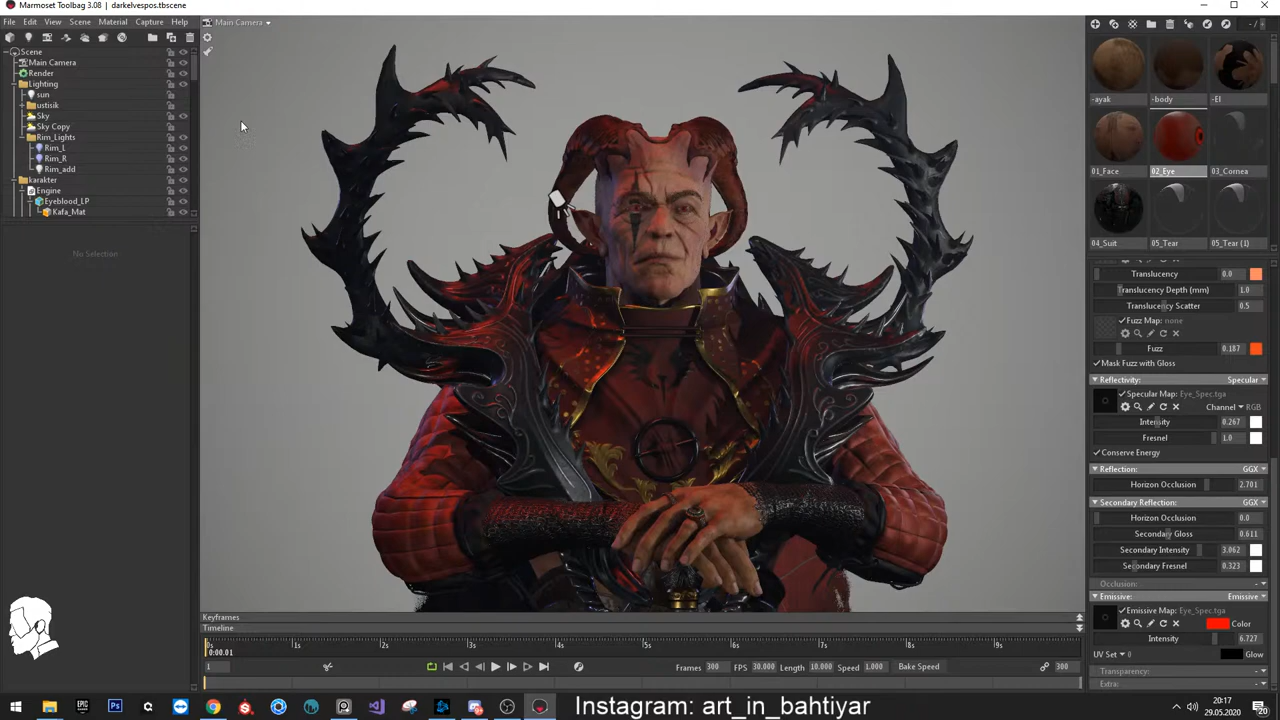 Marmoset Toolbag 3.08 | darkelvespos.tbscene
File Edit View Scene Material Capture Help
Main Camera
Scene
Main Camera
Render
Lighting
sun
ustisik
Sky
Sky Copy
Rim_Lights
Rim_L
Rim_R
Rim_add
karakter
Engine
Eyeblood_LP
Kafa_Mat
No Selection
-ayak -body -El
01_Face 02_Eye 03_Cornea
04_Suit 05_Tear 05_Tear (1)
Translucency 0.0
Translucency Depth (mm) 1.0
Translucency Scatter 0.5
Fuzz Map: none
Fuzz 0.187
Mask Fuzz with Gloss
Reflectivity: Specular
Specular Map: Eye_Spec.tga
Channel RGB
Intensity 0.267
Fresnel 1.0
Conserve Energy
Reflection: GGX
Horizon Occlusion 2.701
Secondary Reflection: GGX
Horizon Occlusion 0.0
Secondary Gloss 0.611
Secondary Intensity 3.062
Secondary Fresnel 0.323
Occlusion:
Emissive: Emissive
Emissive Map: Eye_Spec.tga
Color
Intensity 6.727
UV Set 0 Glow
Transparency:
Extra:
Keyframes
Timeline
0s 1s 2s 3s 4s 5s 6s 7s 8s 9s
0:00.01
1 Frames 300 FPS 30.000 Length 10.000 Speed 1.000 Bake Speed 300
Instagram: art_in_bahtiyar
20:17
29.05.2020
20